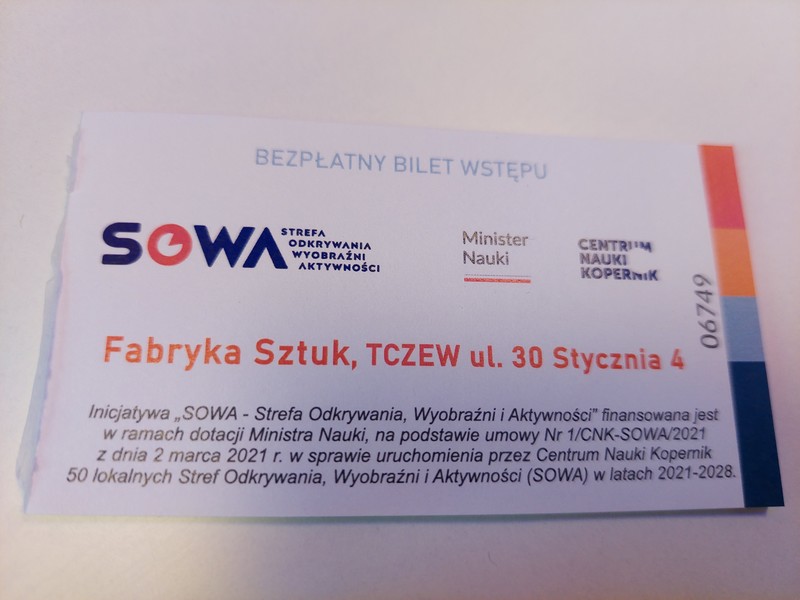 BEZPŁATNY BILET WSTĘPU
SOWA
STREFA
ODKRYWANIA
WYOBRAŹNI
AKTYWNOŚCI
Minister
Nauki
CENTRUM
NAUKI
KOPERNIK
06749
Fabryka Sztuk, TCZEW ul. 30 Stycznia 4
Inicjatywa „SOWA - Strefa Odkrywania, Wyobraźni i Aktywności” finansowana jest
w ramach dotacji Ministra Nauki, na podstawie umowy Nr 1/CNK-SOWA/2021
z dnia 2 marca 2021 r. w sprawie uruchomienia przez Centrum Nauki Kopernik
50 lokalnych Stref Odkrywania, Wyobraźni i Aktywności (SOWA) w latach 2021-2028.